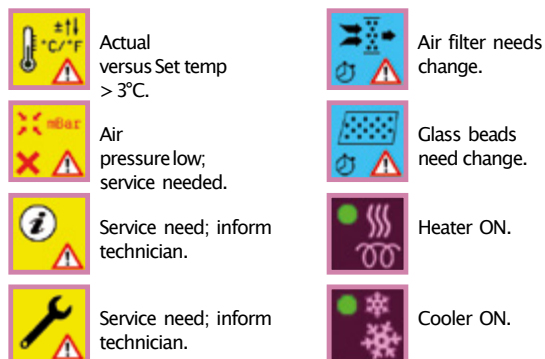 ±↑↓
°C/°F
Actual
versus Set temp
> 3°C.
mBar
Air
pressure low;
service needed.
i
Service need; inform
technician.
Service need; inform
technician.
Air filter needs
change.
Glass beads
need change.
Heater ON.
Cooler ON.